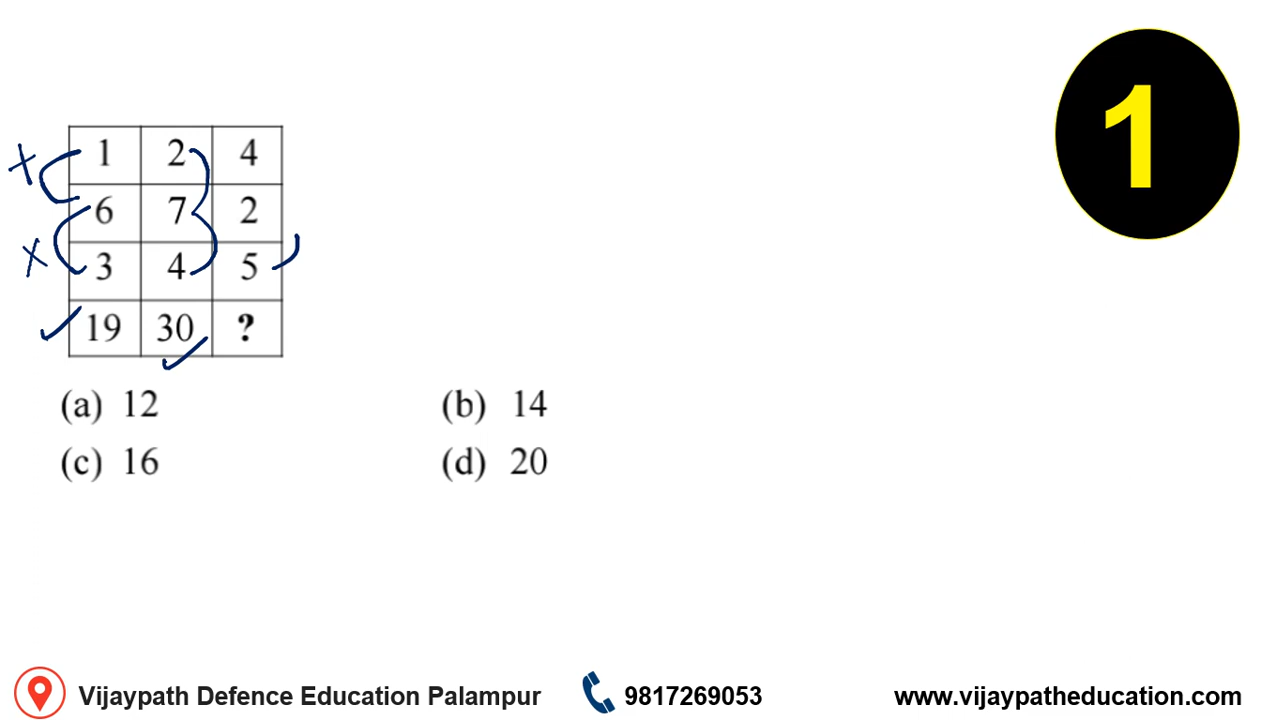 1
+ 1 2 4
6 7 2
× 3 4 5
19 30 ?
(a) 12 (b) 14
(c) 16 (d) 20
Vijaypath Defence Education Palampur 9817269053 www.vijaypatheducation.com